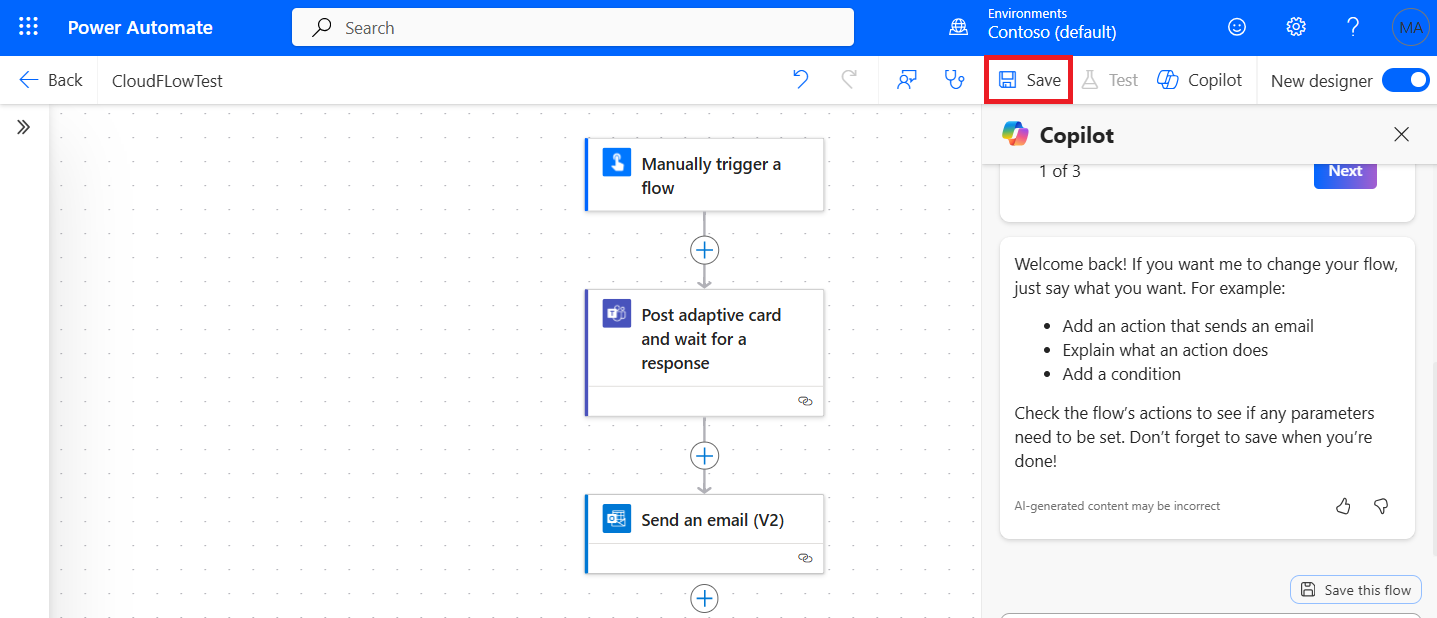 Power Automate
Search
Environments
Contoso (default)
MA
Back
CloudFLowTest
Save
Test
Copilot
New designer
Manually trigger a
flow
Post adaptive card
and wait for a
response
Send an email (V2)
Copilot
1 of 3
Next
Welcome back! If you want me to change your flow,
just say what you want. For example:
• Add an action that sends an email
• Explain what an action does
• Add a condition
Check the flow's actions to see if any parameters
need to be set. Don't forget to save when you're
done!
AI-generated content may be incorrect
Save this flow